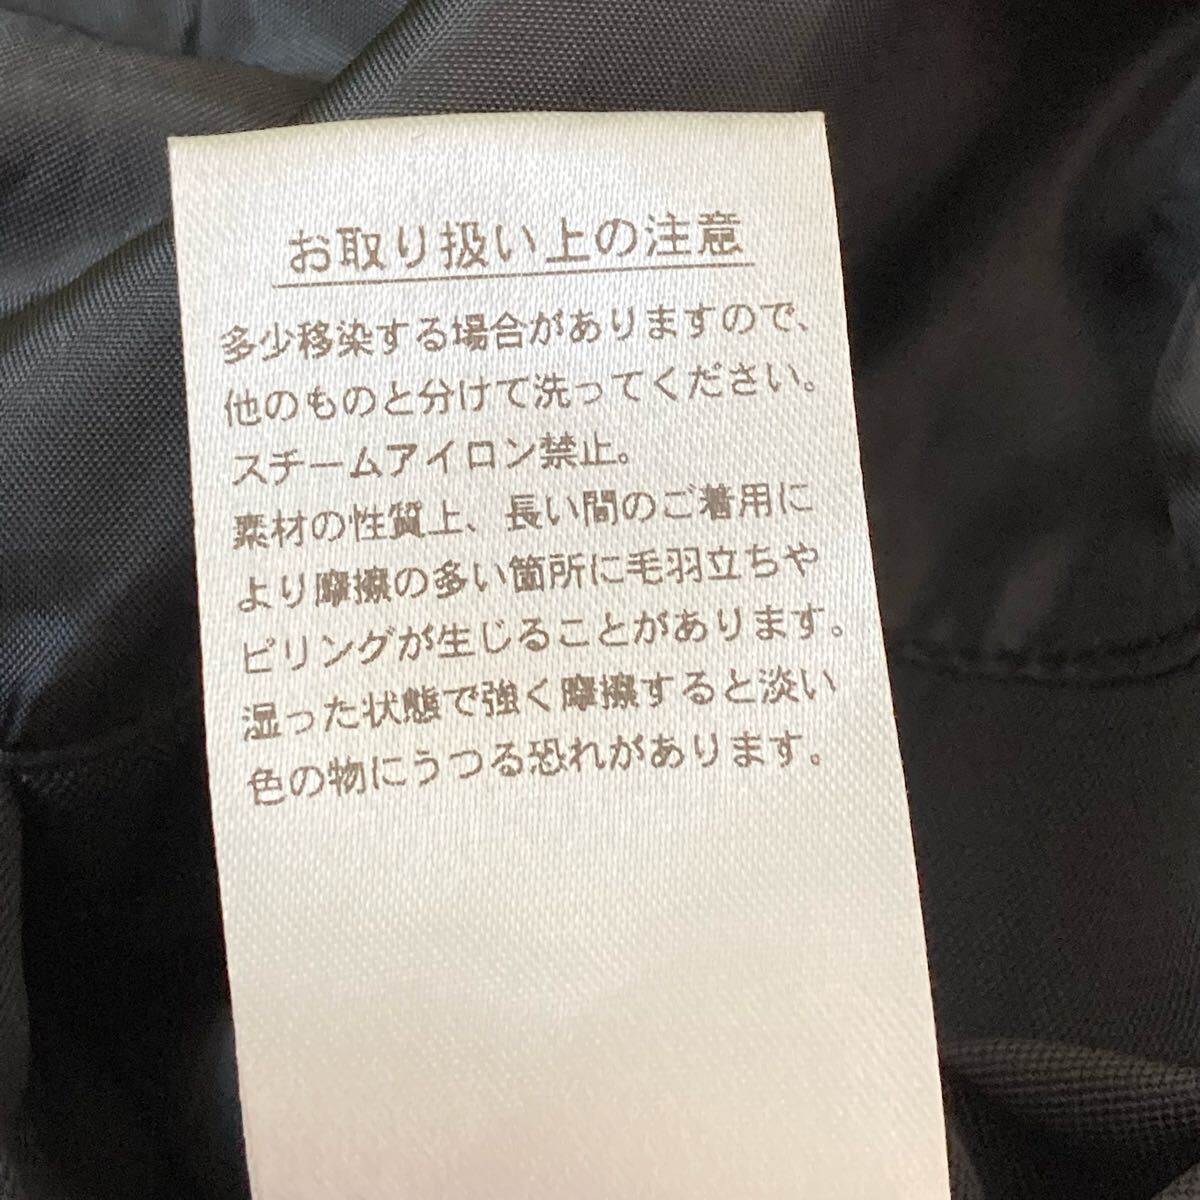 お取り扱い上の注意
多少移染する場合がありますので、
他のものと分けて洗ってください。
スチームアイロン禁止。
素材の性質上、長い間のご着用に
より摩擦の多い箇所に毛羽立ちや
ピリングが生じることがあります。
湿った状態で強く摩擦すると淡い
色の物にうつる恐れがあります。